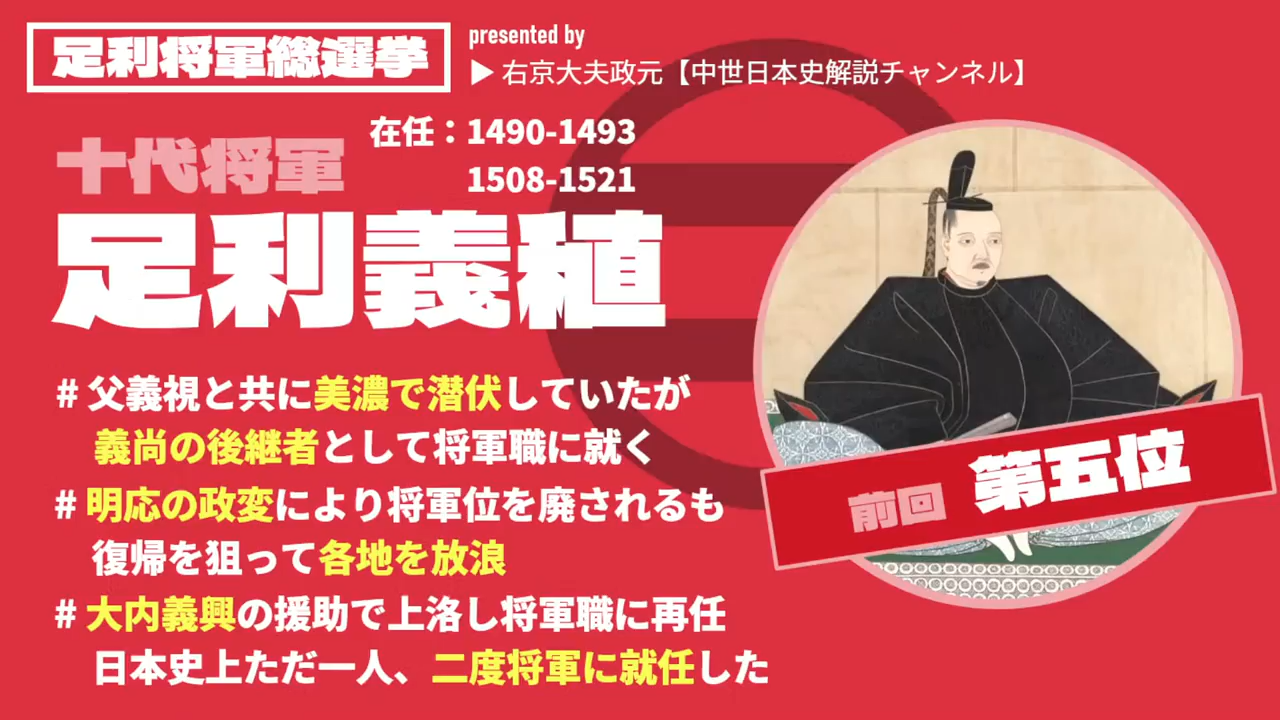 足利将軍総選挙
presented by
▶ 右京大夫政元【中世日本史解説チャンネル】
十代将軍
在任：1490-1493
1508-1521
足利義稙
# 父義視と共に美濃で潜伏していたが
義尚の後継者として将軍職に就く
# 明応の政変により将軍位を廃されるも
復帰を狙って各地を放浪
# 大内義興の援助で上洛し将軍職に再任
日本史上ただ一人、二度将軍に就任した
前回 第五位